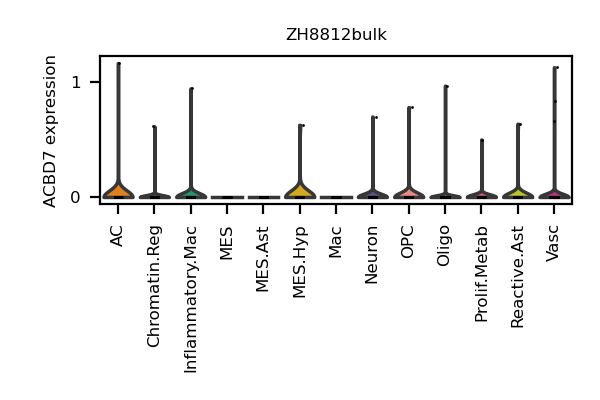 ZH8812bulk
ACBD7 expression
1
0
AC
Chromatin.Reg
Inflammatory.Mac
MES
MES.Ast
MES.Hyp
Mac
Neuron
OPC
Oligo
Prolif.Metab
Reactive.Ast
Vasc